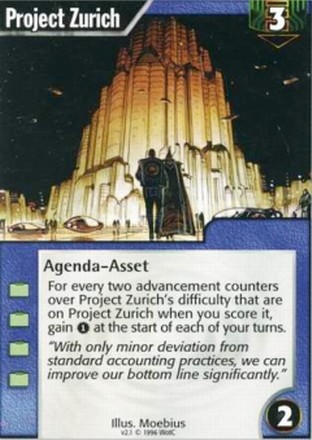 Project Zurich
3
Agenda–Asset
For every two advancement counters
over Project Zurich's difficulty that are
on Project Zurich when you score it,
gain 1 at the start of each of your turns.
"With only minor deviation from
standard accounting practices, we can
improve our bottom line significantly."
Illus. Moebius
v2.1 © 1996 WotC
2